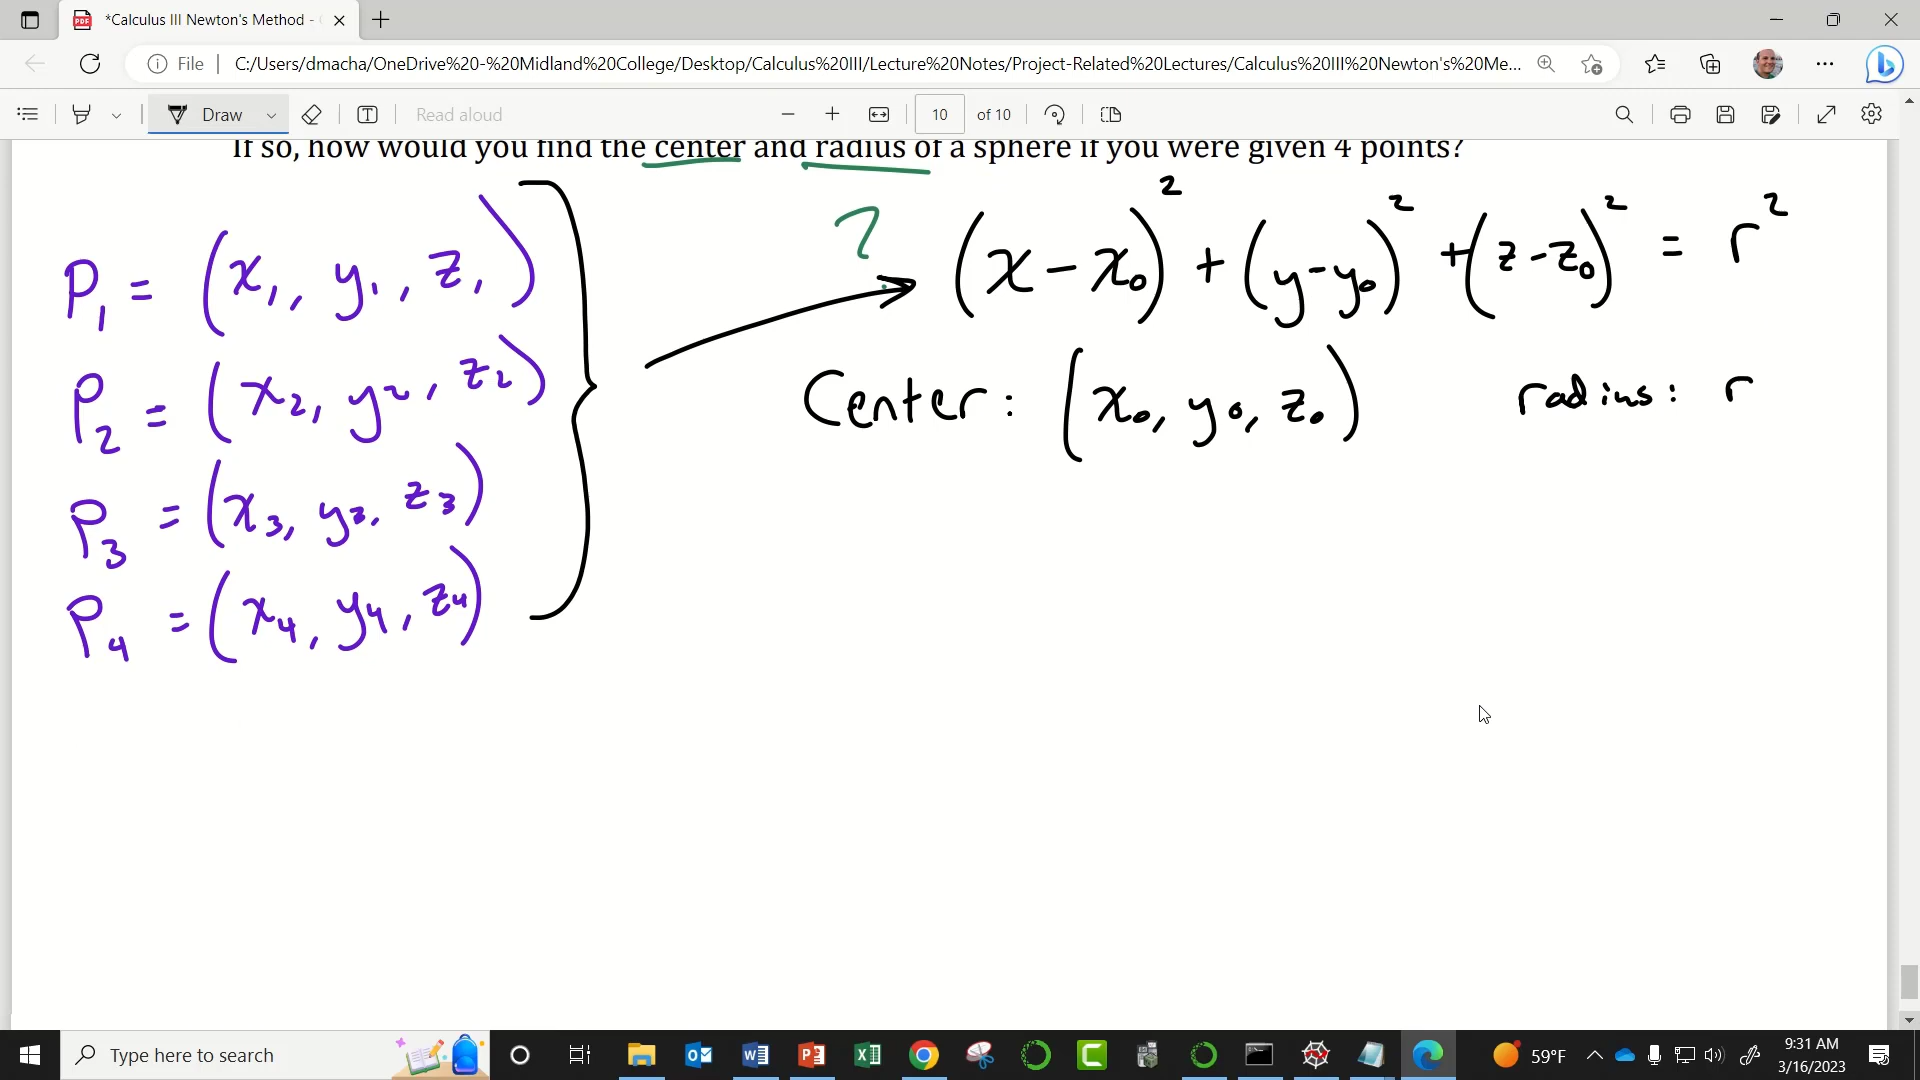 *Calculus III Newton's Method -
File
C:/Users/dmacha/OneDrive%20-%20Midland%20College/Desktop/Calculus%20III/Lecture%20Notes/Project-Related%20Lectures/Calculus%20III%20Newton's%20Me...
Draw
Read aloud
10 of 10
If so, how would you find the center and radius of a sphere if you were given 4 points?
P₁ = (x₁, y₁, z₁)
P₂ = (x₂, y₂, z₂)
P₃ = (x₃, y₃, z₃)
P₄ = (x₄, y₄, z₄)
?
(x-x₀)² + (y-y₀)² + (z-z₀)² = r²
Center: (x₀, y₀, z₀) radius: r
Type here to search
59°F
9:31 AM
3/16/2023